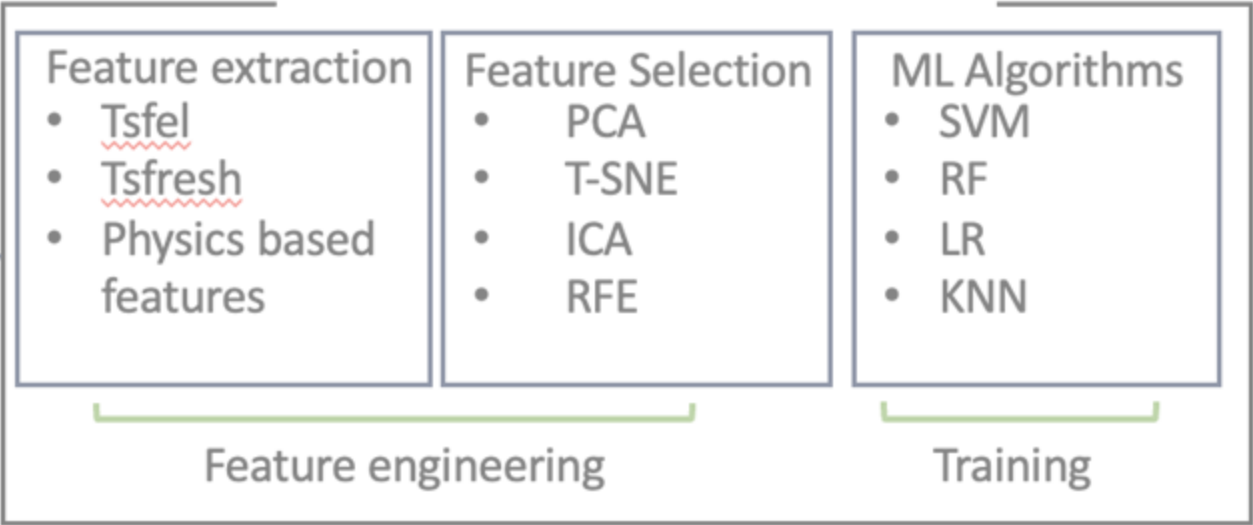 Feature extraction
• Tsfel
• Tsfresh
• Physics based
features
Feature Selection
• PCA
• T-SNE
• ICA
• RFE
ML Algorithms
• SVM
• RF
• LR
• KNN
Feature engineering
Training